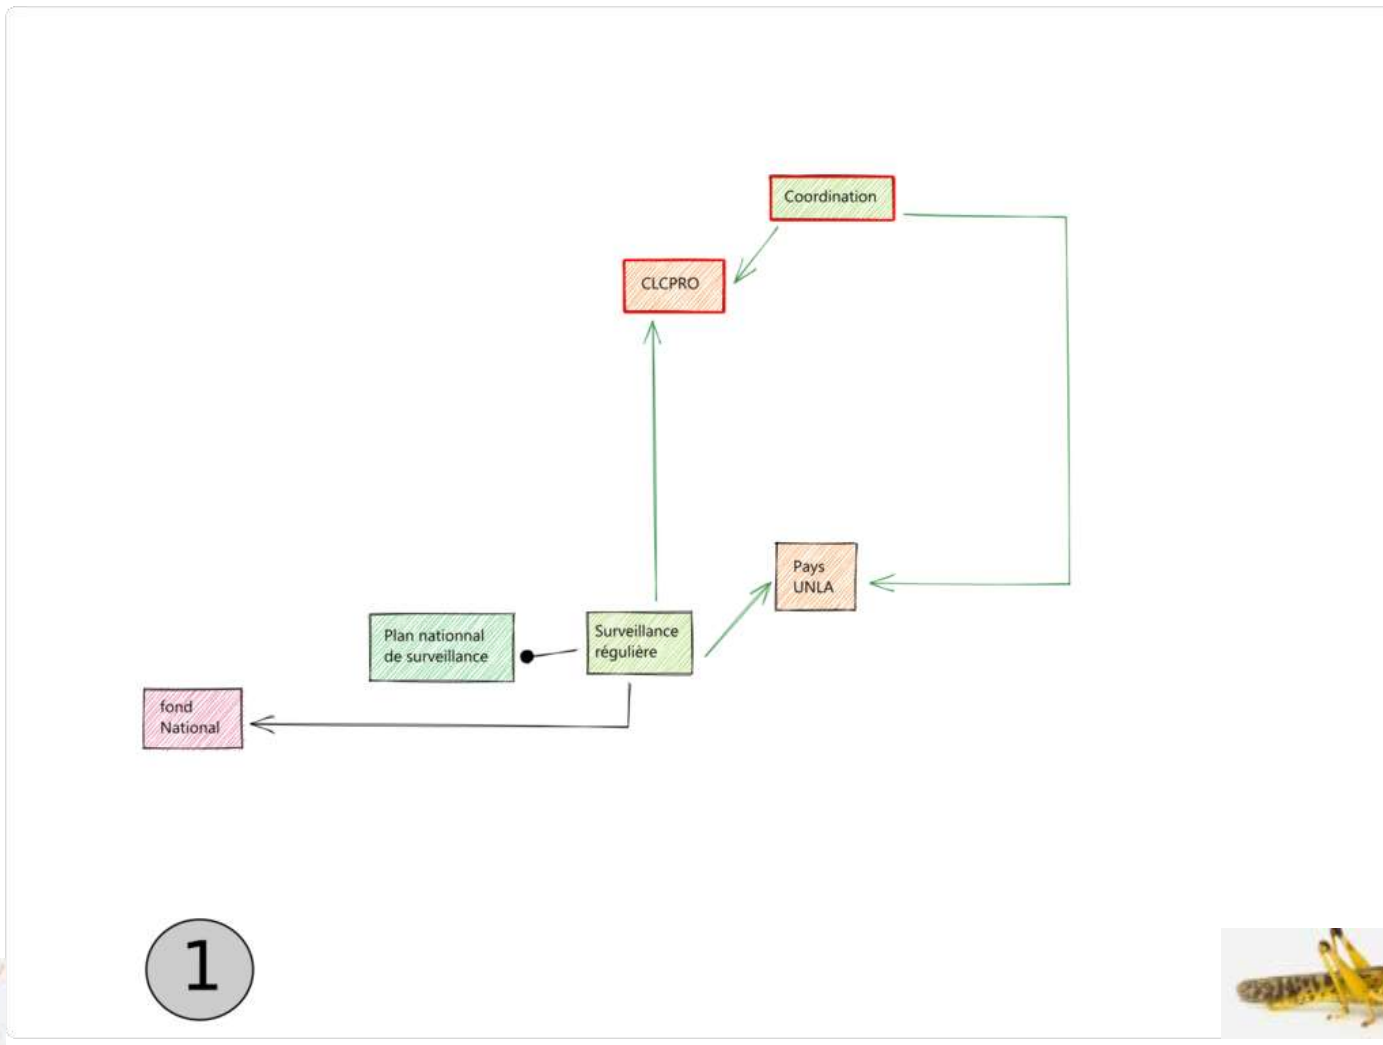 Coordination
CLCPRO
Pays
UNLA
Surveillance
régulière
Plan nationnal
de surveillance
fond
National
1